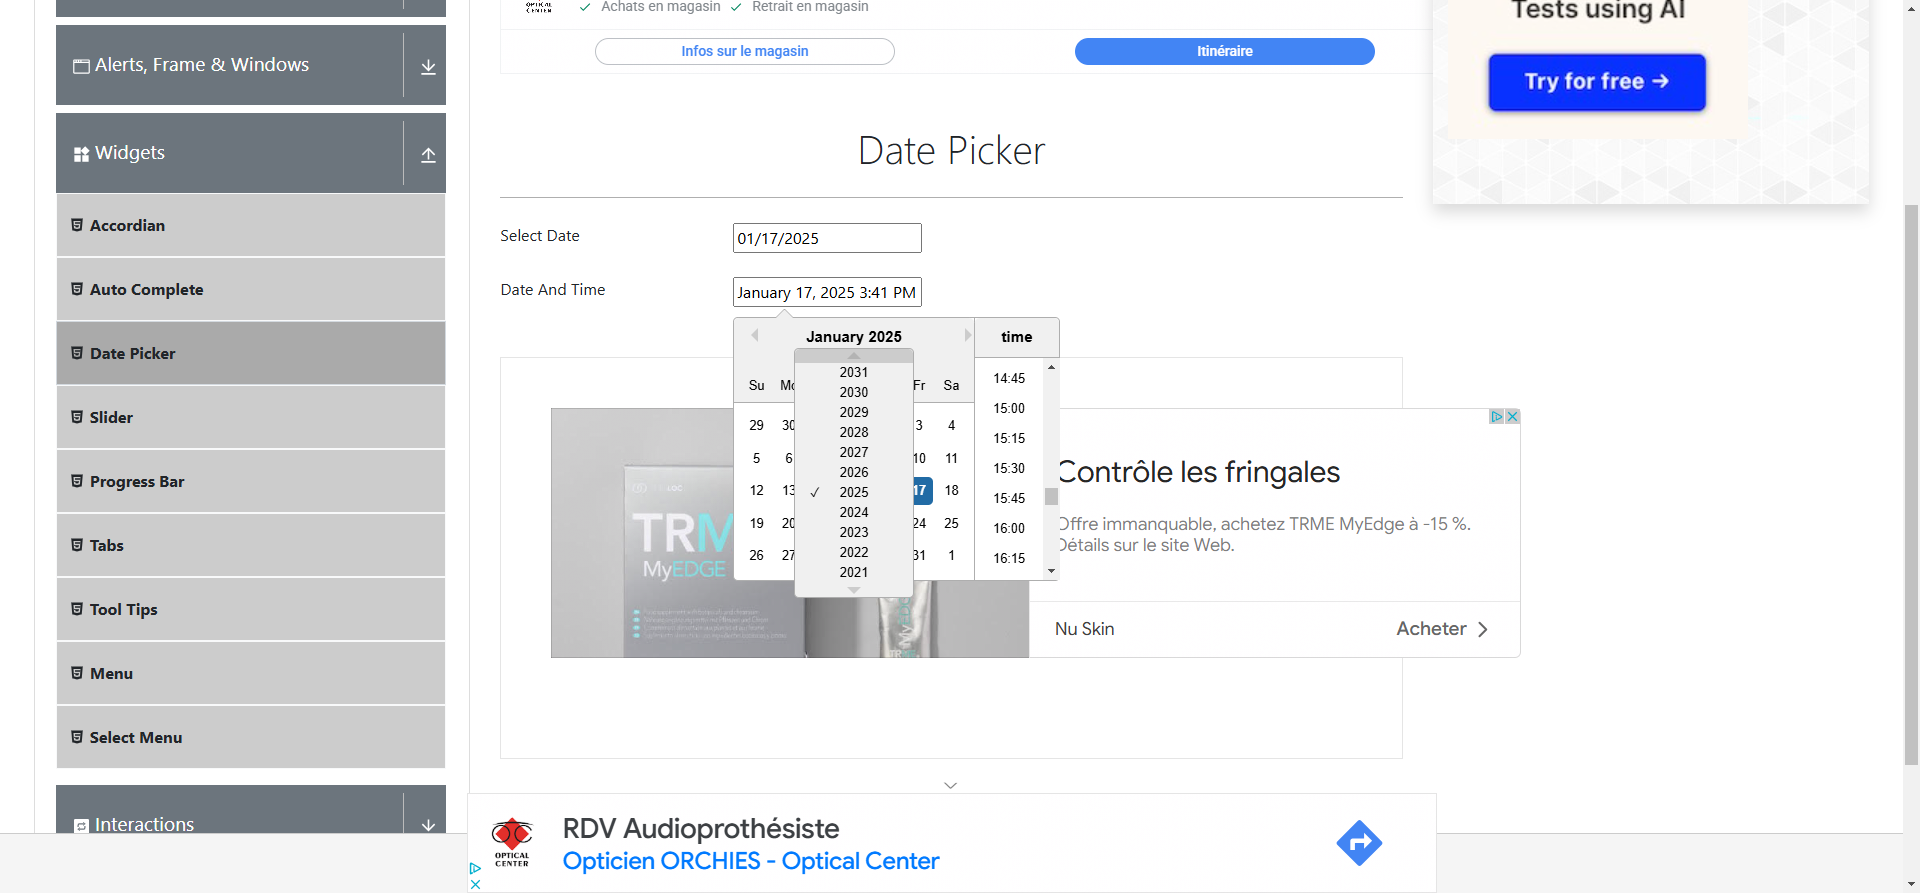 Achats en magasin
Retrait en magasin
OPTICAL
CENTER
Infos sur le magasin
Itinéraire
Tests using AI
Try for free →
Alerts, Frame & Windows
Widgets
Accordian
Auto Complete
Date Picker
Slider
Progress Bar
Tabs
Tool Tips
Menu
Select Menu
Interactions
Date Picker
Select Date
01/17/2025
Date And Time
January 17, 2025 3:41 PM
January 2025
2031
2030
2029
2028
2027
2026
✓ 2025
2024
2023
2022
2021
Su Fr Sa
29 30 3 4
5 6 10 11
12 13 17 18
19 20 24 25
26 27 31 1
time
14:45
15:00
15:15
15:30
15:45
16:00
16:15
TRM
MyEDGE
Contrôle les fringales
Offre immanquable, achetez TRME MyEdge à -15 %.
Détails sur le site Web.
Nu Skin
Acheter
OPTICAL
CENTER
RDV Audioprothésiste
Opticien ORCHIES - Optical Center